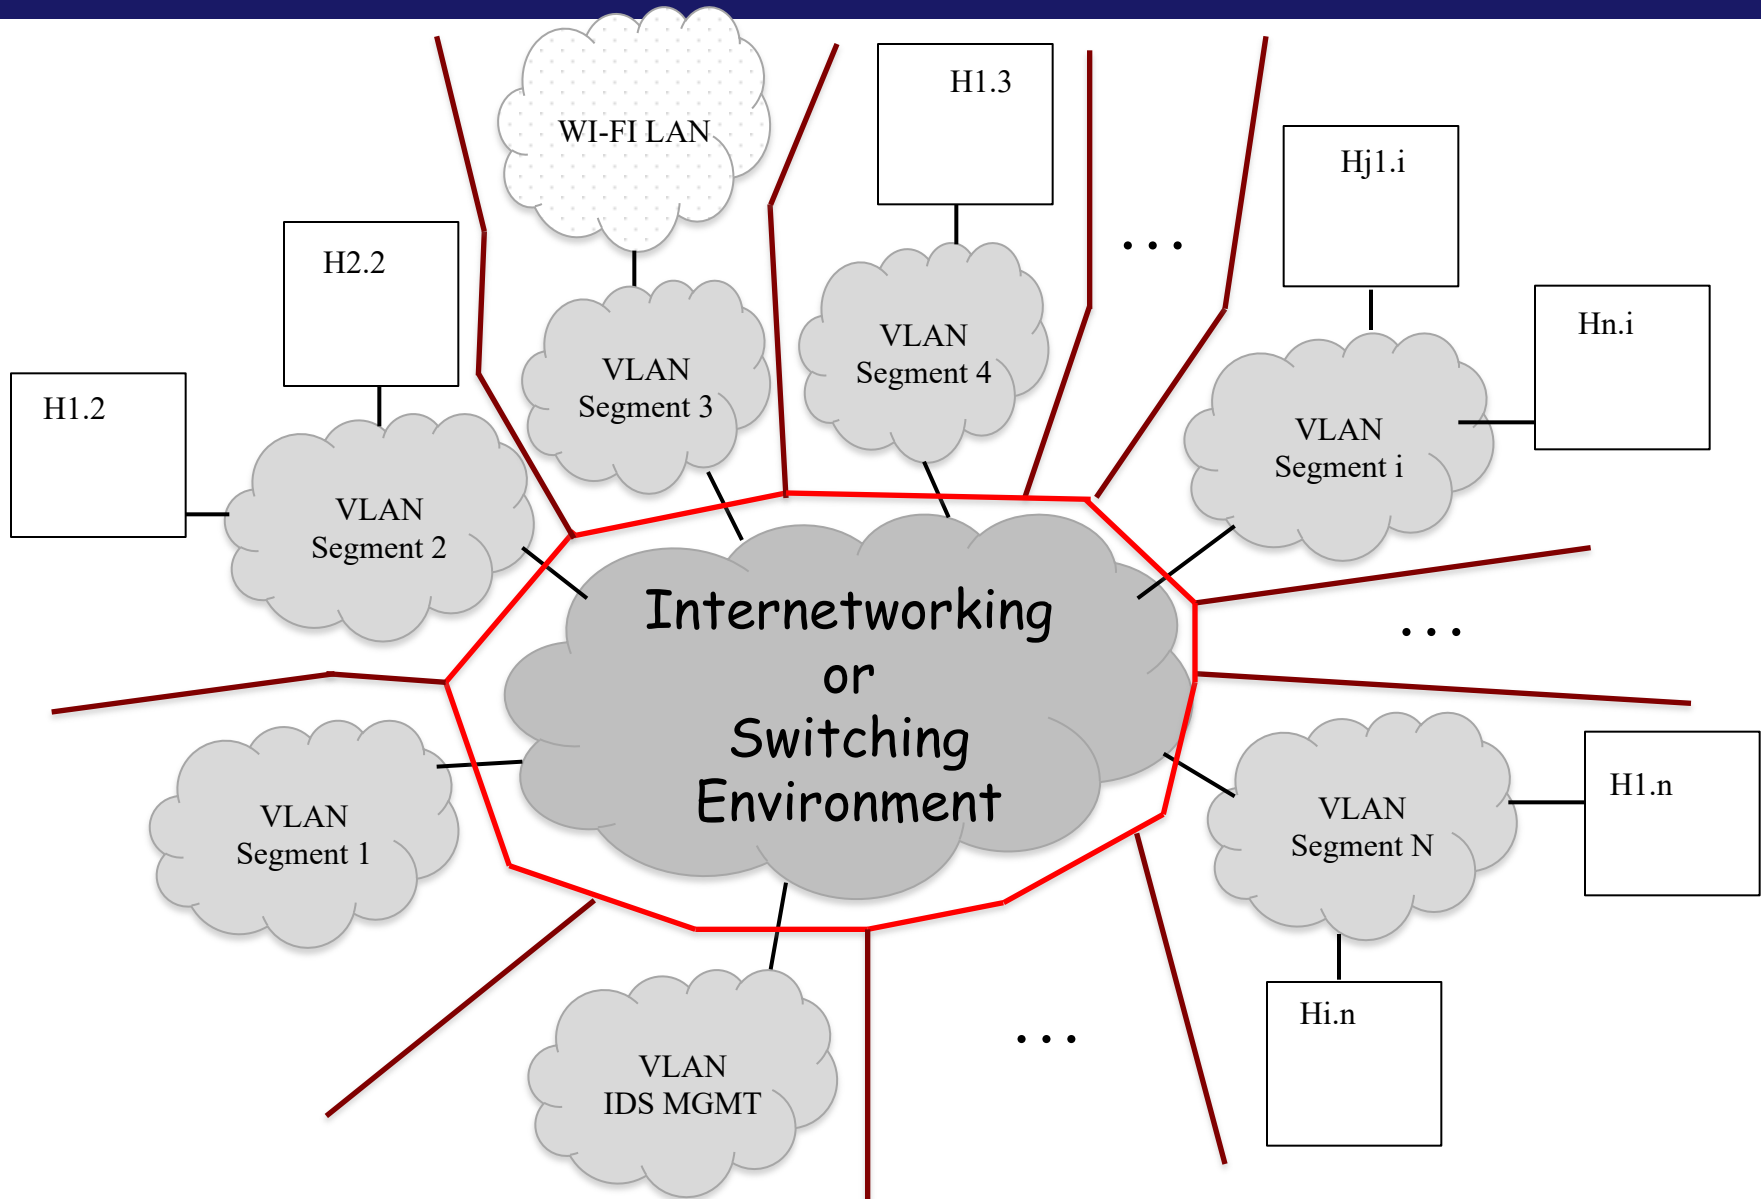 WI-FI LAN
H1.3
Hj1.i
H2.2
...
Hn.i
H1.2
VLAN
Segment 3
VLAN
Segment 4
VLAN
Segment i
VLAN
Segment 2
Internetworking
or
Switching
Environment
...
VLAN
Segment 1
VLAN
Segment N
H1.n
VLAN
IDS MGMT
...
Hi.n